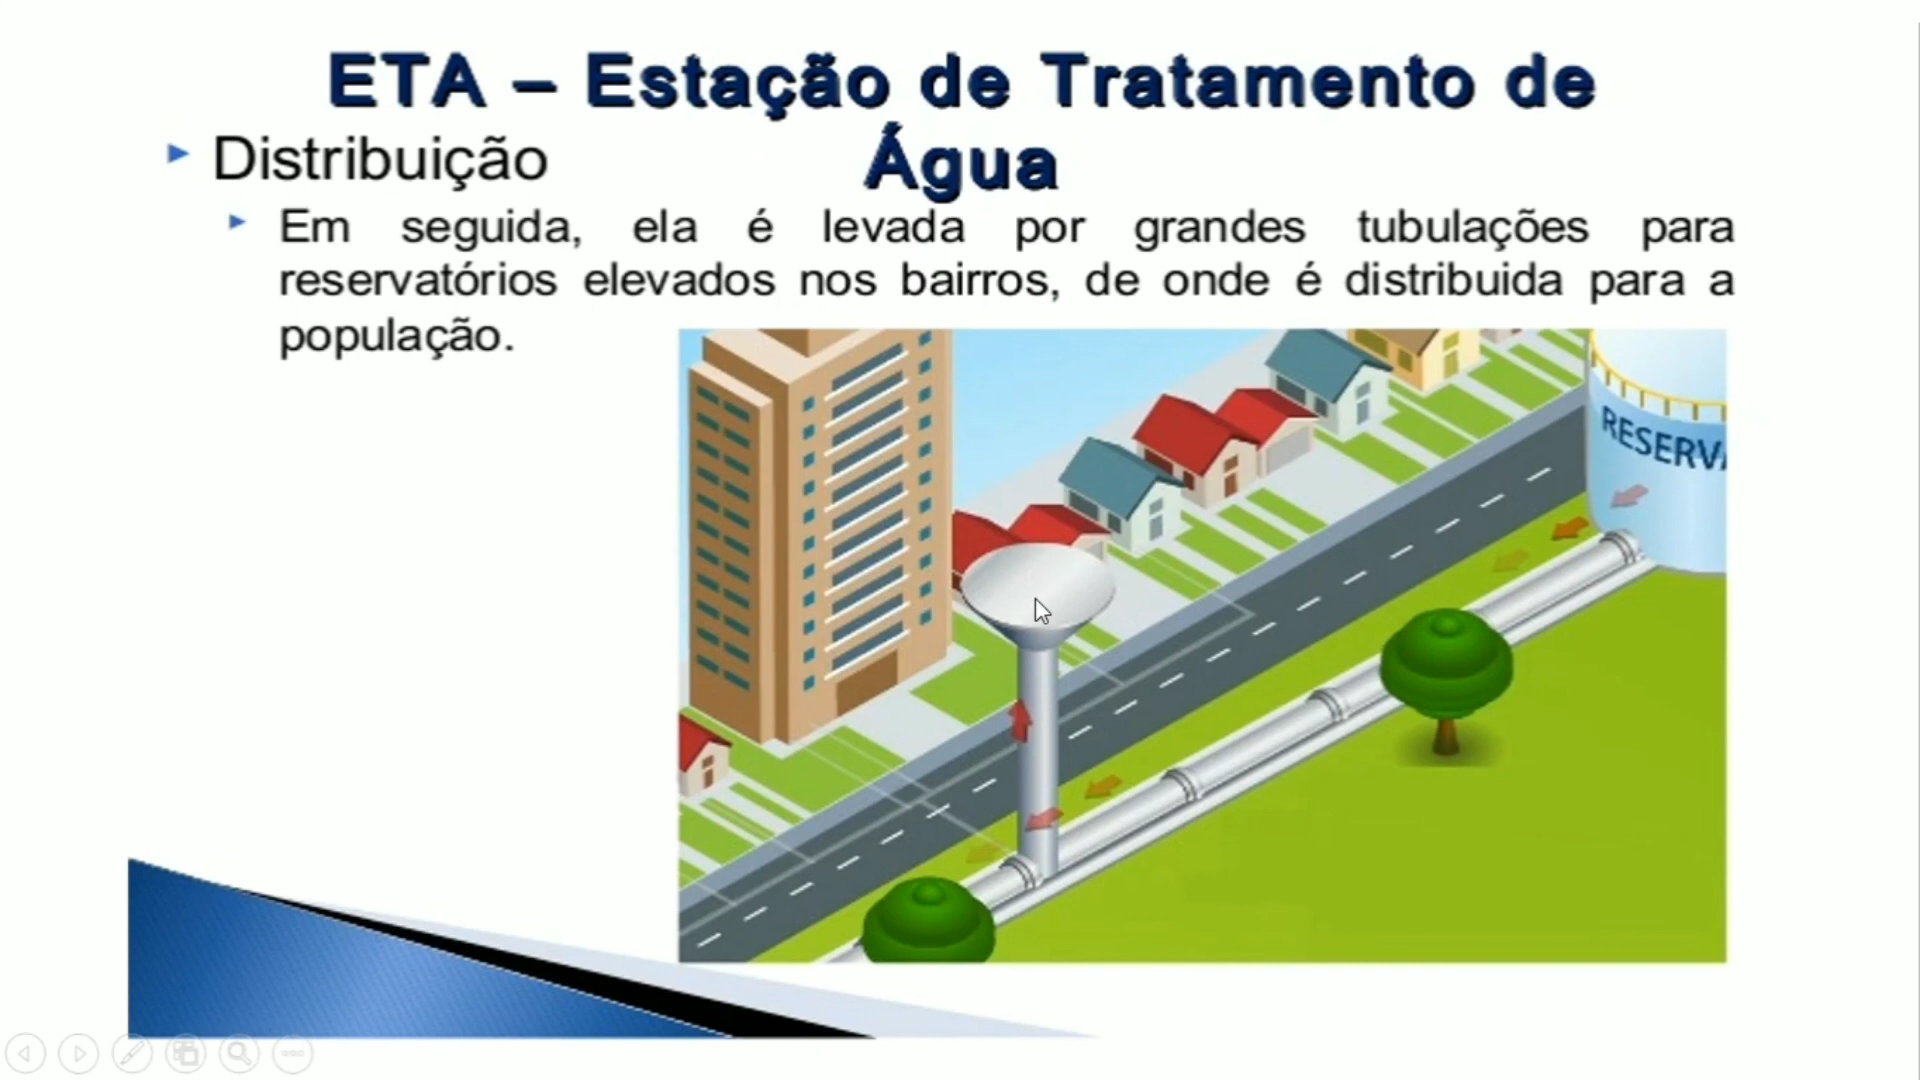 ETA – Estação de Tratamento de
Água
Distribuição
Em seguida, ela é levada por grandes tubulações para
reservatórios elevados nos bairros, de onde é distribuida para a
população.
RESERVA